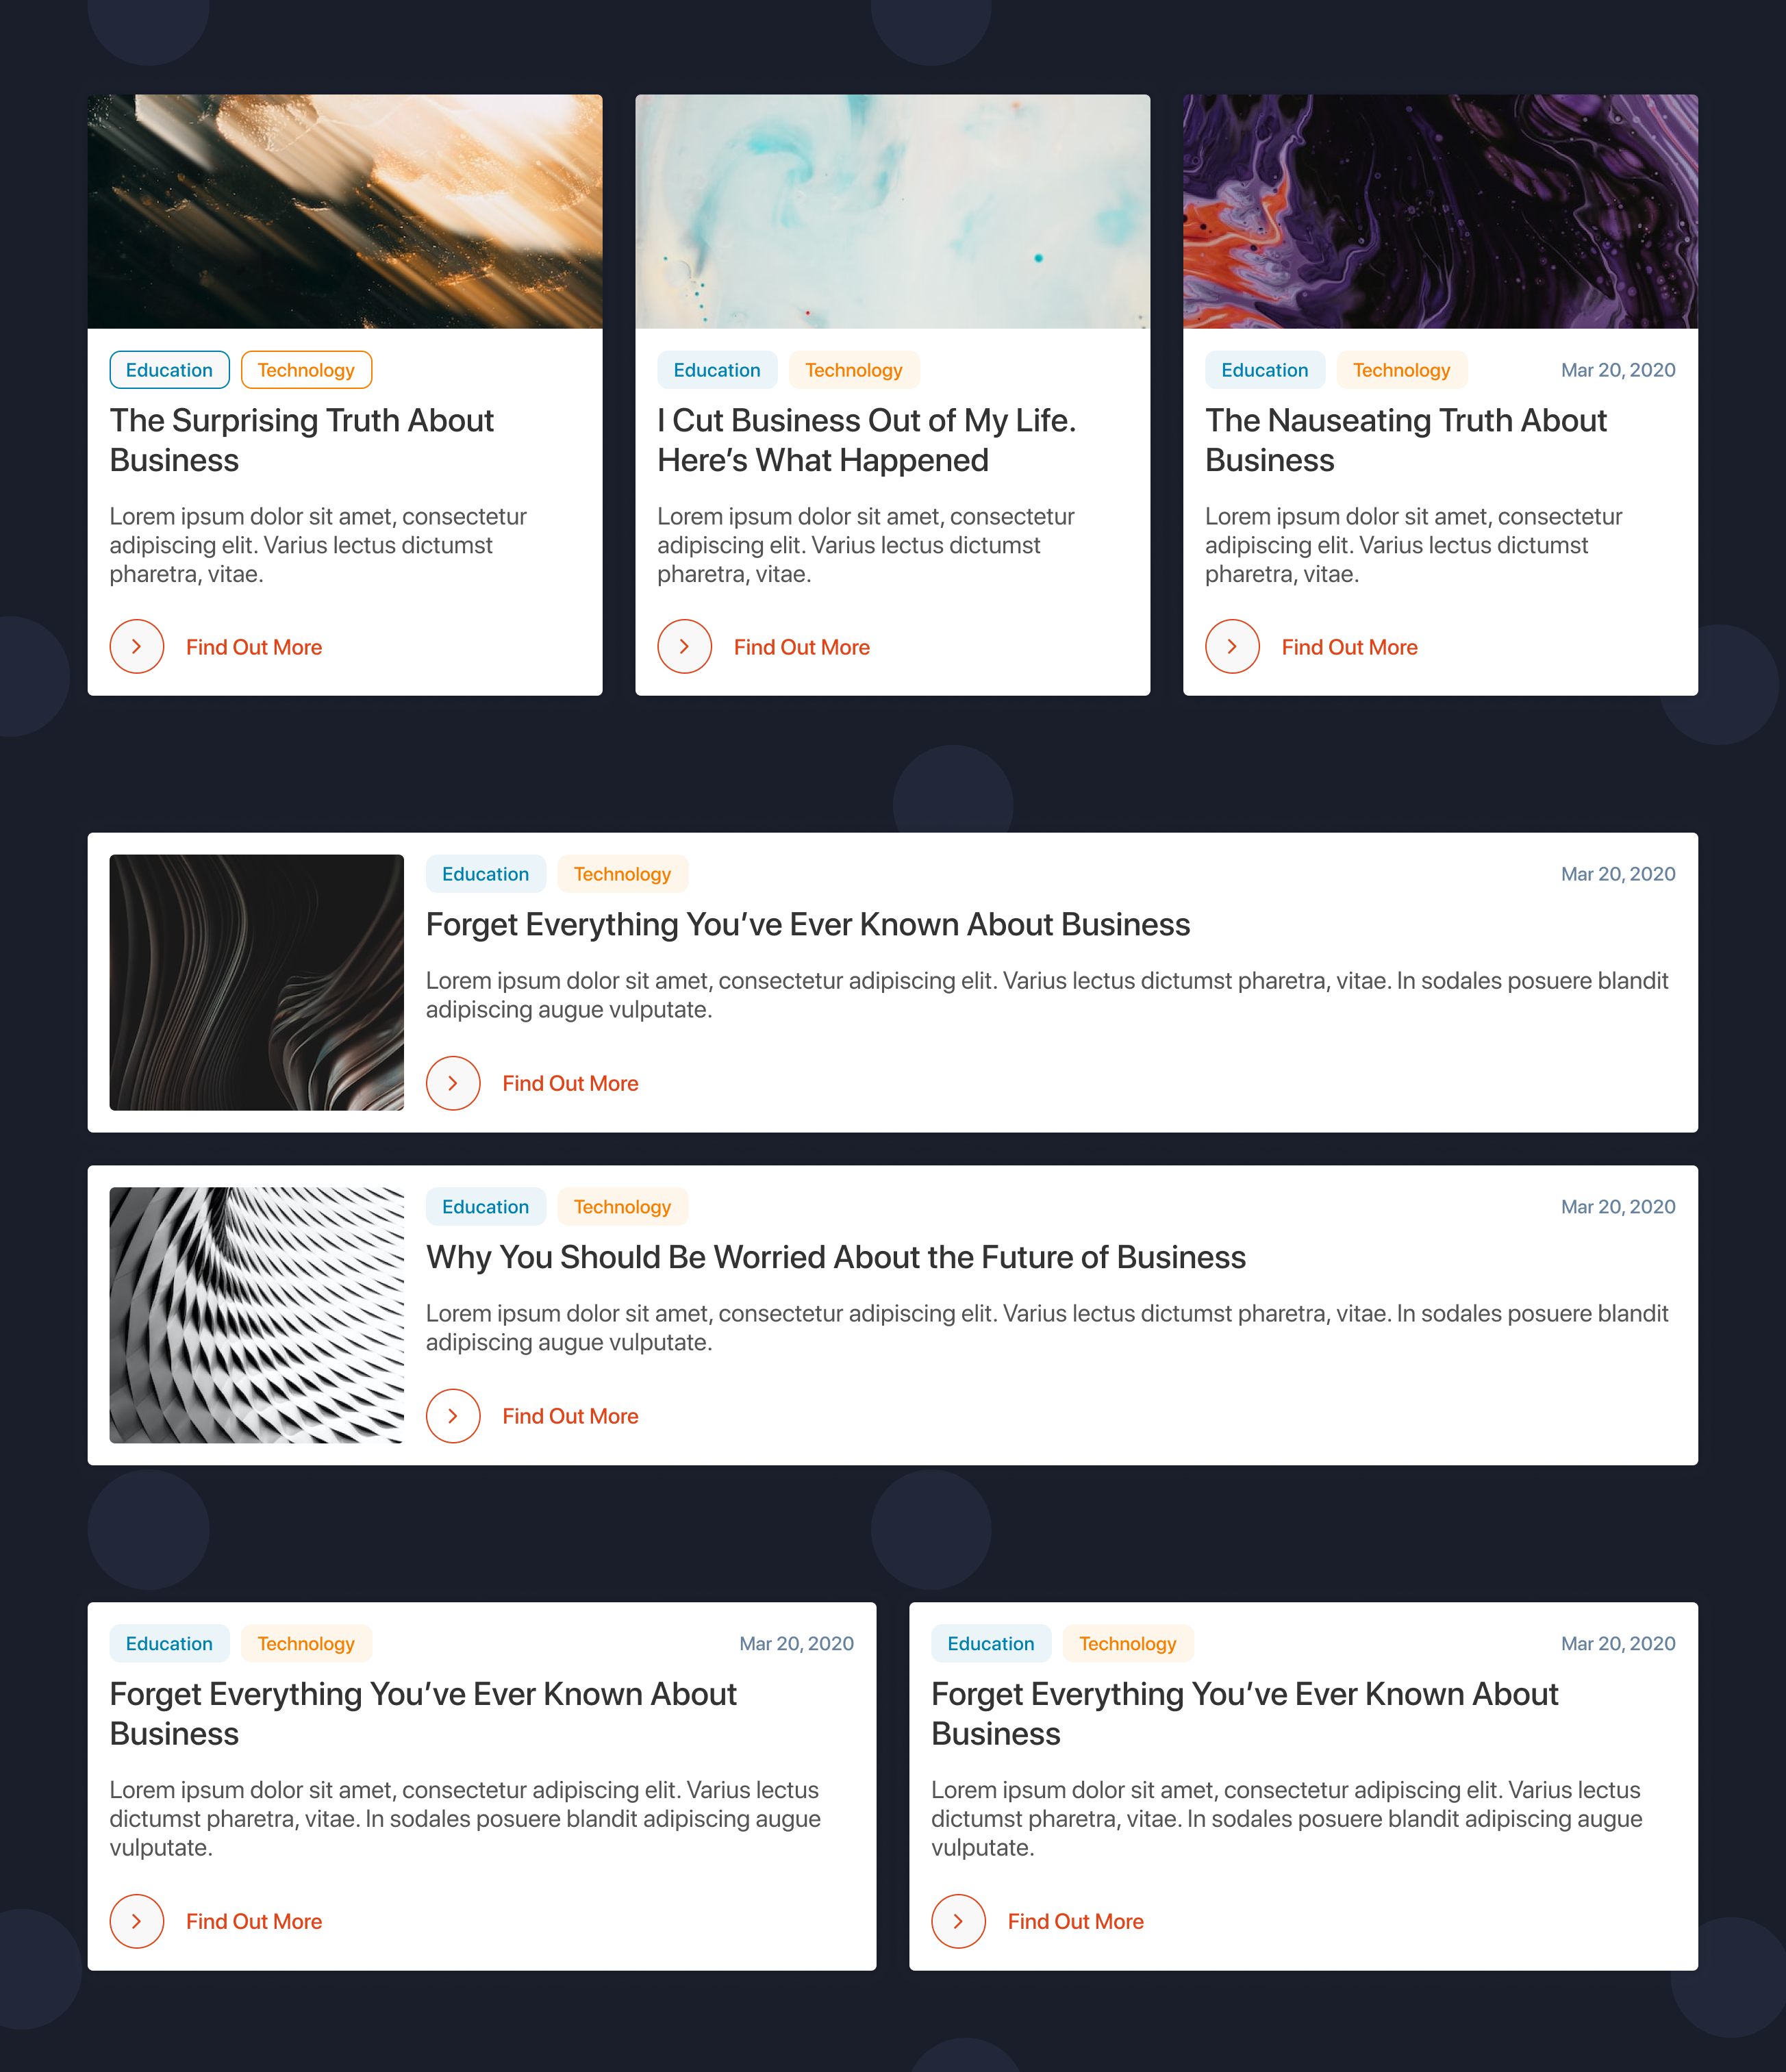 Education Technology
The Surprising Truth About
Business
Lorem ipsum dolor sit amet, consectetur
adipiscing elit. Varius lectus dictumst
pharetra, vitae.
Find Out More
Education Technology
I Cut Business Out of My Life.
Here’s What Happened
Lorem ipsum dolor sit amet, consectetur
adipiscing elit. Varius lectus dictumst
pharetra, vitae.
Find Out More
Education Technology Mar 20, 2020
The Nauseating Truth About
Business
Lorem ipsum dolor sit amet, consectetur
adipiscing elit. Varius lectus dictumst
pharetra, vitae.
Find Out More
Education Technology Mar 20, 2020
Forget Everything You’ve Ever Known About Business
Lorem ipsum dolor sit amet, consectetur adipiscing elit. Varius lectus dictumst pharetra, vitae. In sodales posuere blandit
adipiscing augue vulputate.
Find Out More
Education Technology Mar 20, 2020
Why You Should Be Worried About the Future of Business
Lorem ipsum dolor sit amet, consectetur adipiscing elit. Varius lectus dictumst pharetra, vitae. In sodales posuere blandit
adipiscing augue vulputate.
Find Out More
Education Technology Mar 20, 2020
Forget Everything You’ve Ever Known About
Business
Lorem ipsum dolor sit amet, consectetur adipiscing elit. Varius lectus
dictumst pharetra, vitae. In sodales posuere blandit adipiscing augue
vulputate.
Find Out More
Education Technology Mar 20, 2020
Forget Everything You’ve Ever Known About
Business
Lorem ipsum dolor sit amet, consectetur adipiscing elit. Varius lectus
dictumst pharetra, vitae. In sodales posuere blandit adipiscing augue
vulputate.
Find Out More